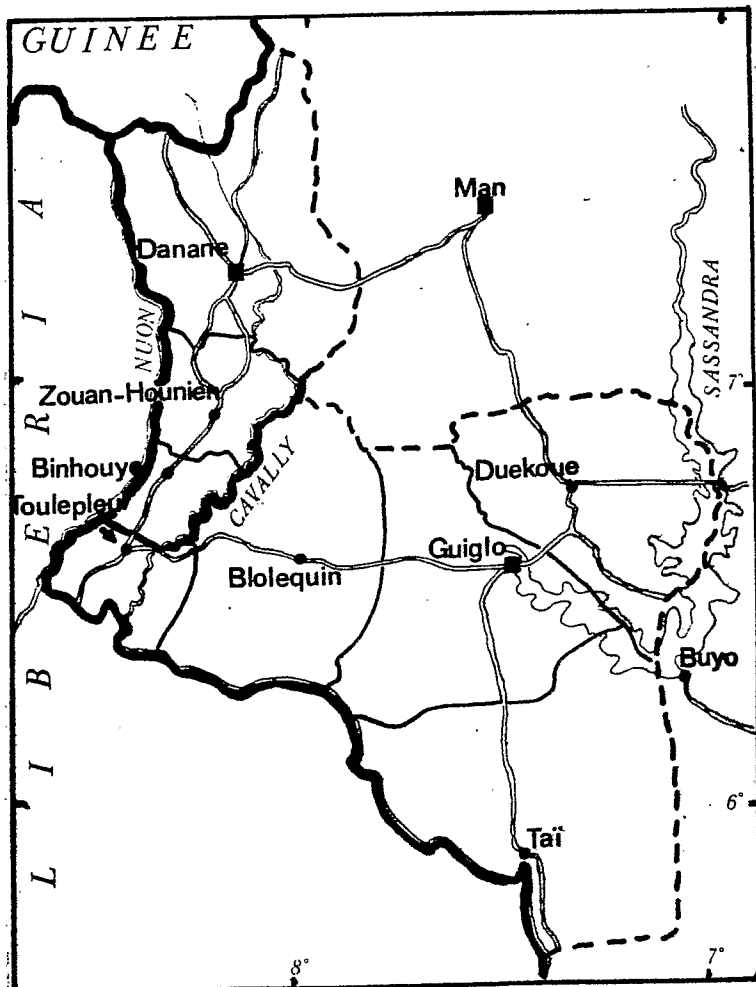 GUINEE
Man
Danane
NUON
SASSANDRA
7°
Zouan-Hounien
Binhouye
Duekoue
CAVALLY
Toulepleu
Guiglo
Blolequin
Buyo
6°
Taï
LIBERIA
8°
7°